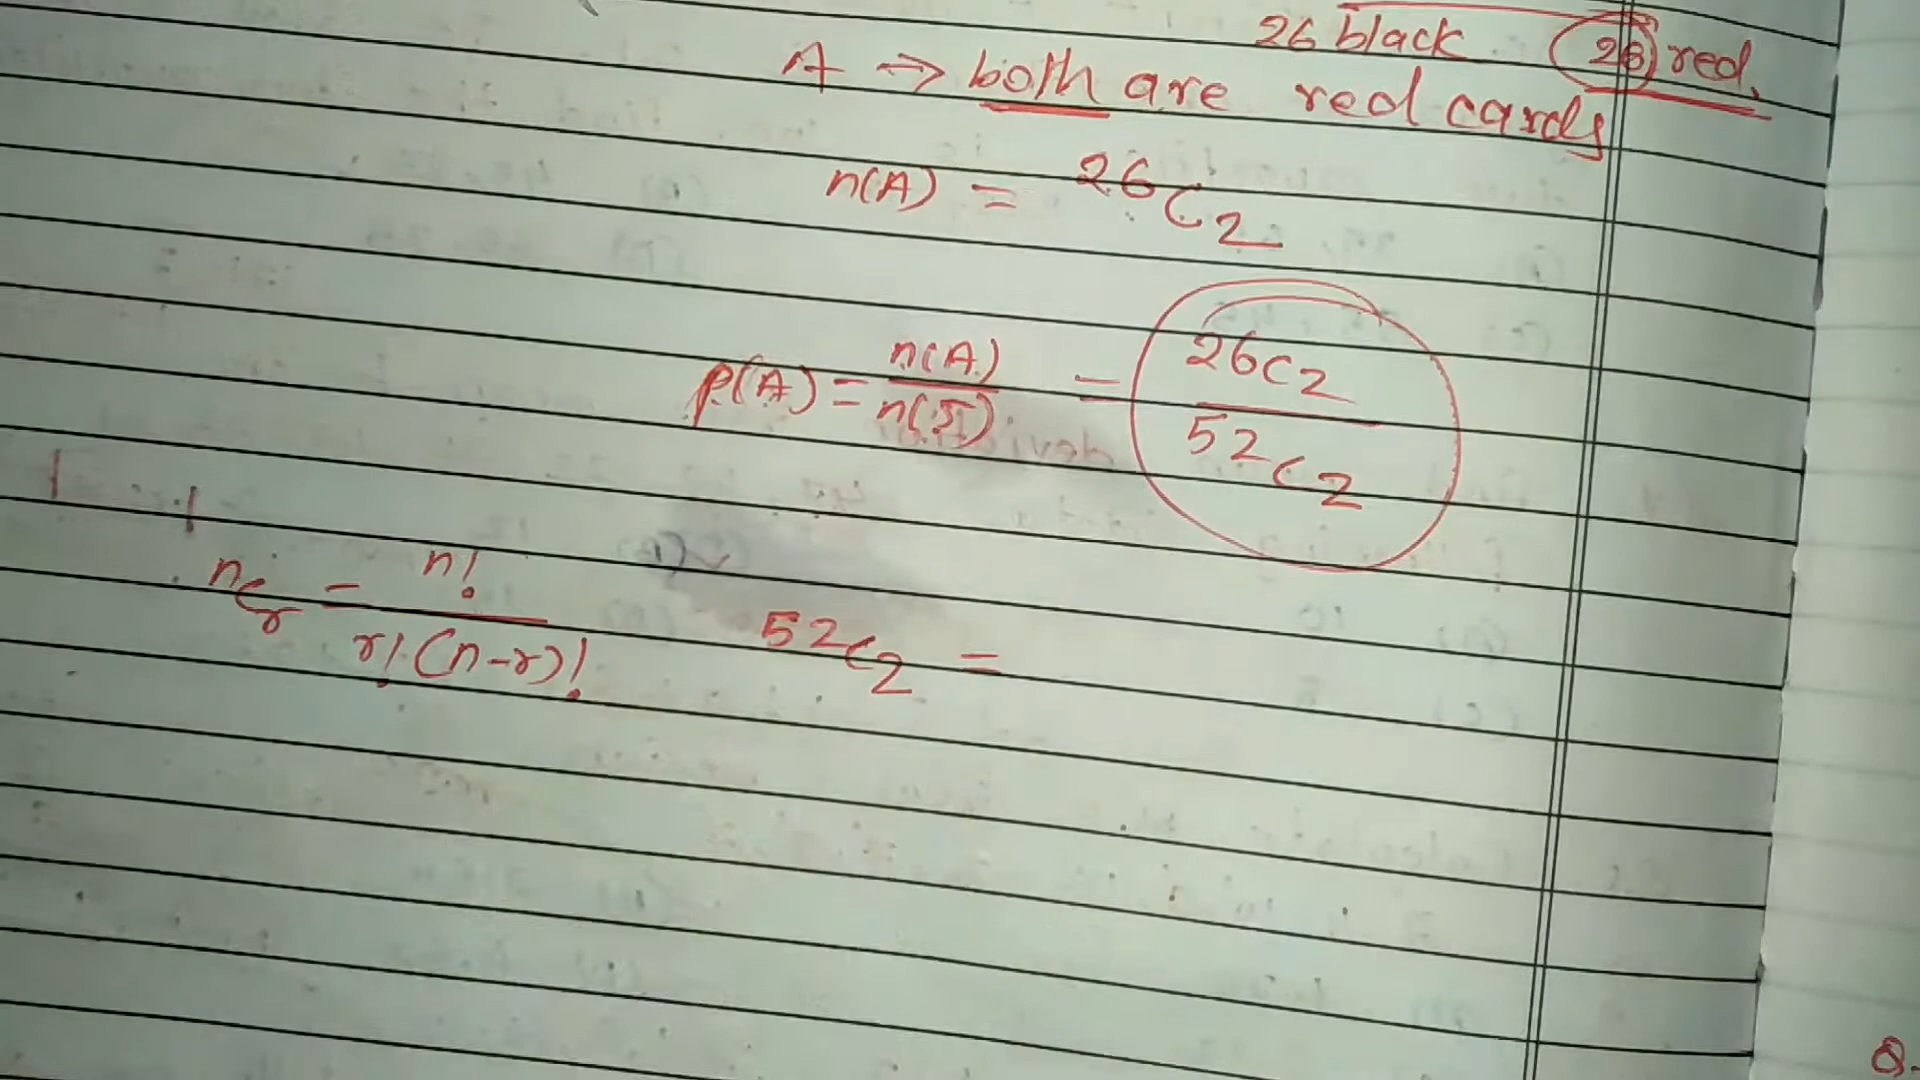 26 black 26 red.
A → both are red cards
n(A) = 26C2
P(A) = n(A)/n(S) = 26C2/52C2
nCr = n!/r!(n-r)! 52C2 =
Q.